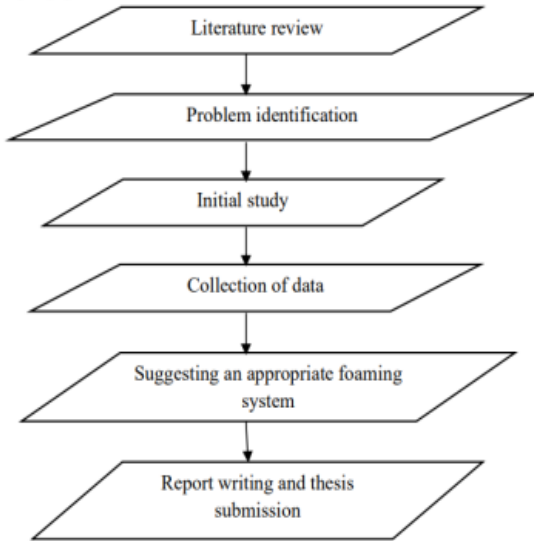 Literature review
Problem identification
Initial study
Collection of data
Suggesting an appropriate foaming
system
Report writing and thesis
submission